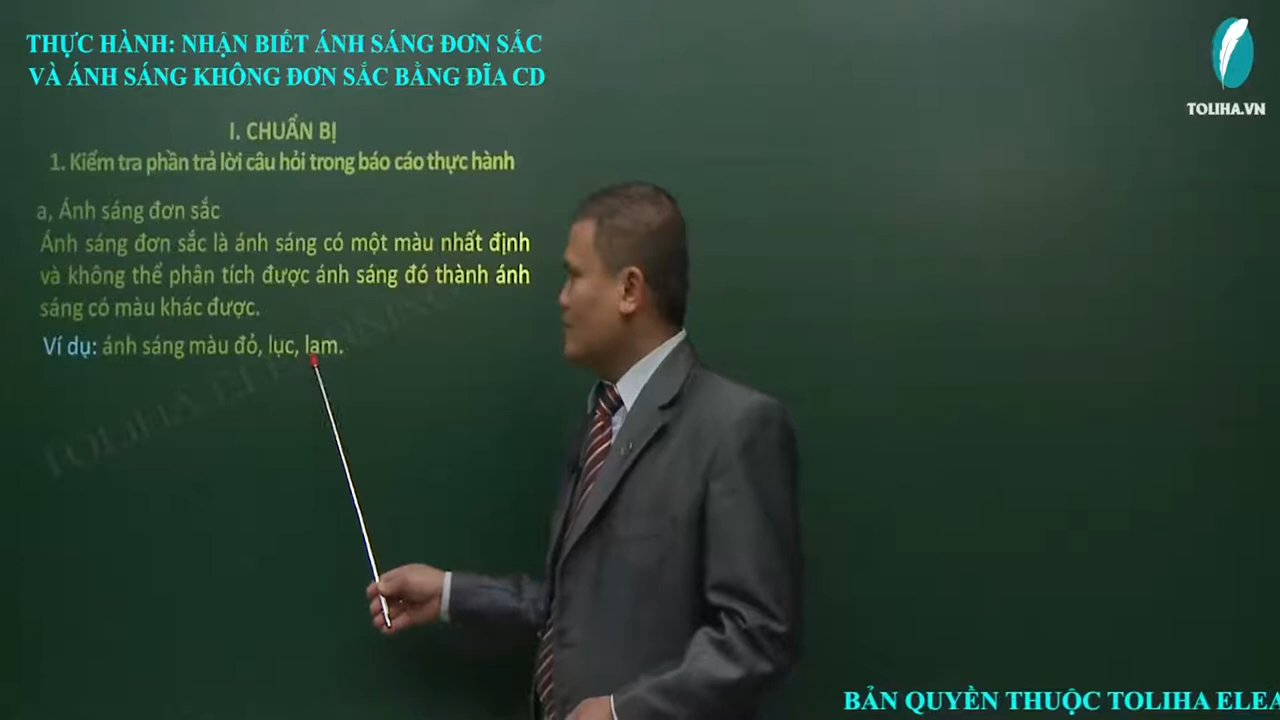 THỰC HÀNH: NHẬN BIẾT ÁNH SÁNG ĐƠN SẮC
VÀ ÁNH SÁNG KHÔNG ĐƠN SẮC BẰNG ĐĨA CD
TOLIHA.VN
I. CHUẨN BỊ
1. Kiểm tra phần trả lời câu hỏi trong báo cáo thực hành
a, Ánh sáng đơn sắc
Ánh sáng đơn sắc là ánh sáng có một màu nhất định
và không thể phân tích được ánh sáng đó thành ánh
sáng có màu khác được.
Ví dụ: ánh sáng màu đỏ, lục, lam.
TOLIHA ELEARNING
BẢN QUYỀN THUỘC TOLIHA ELEA